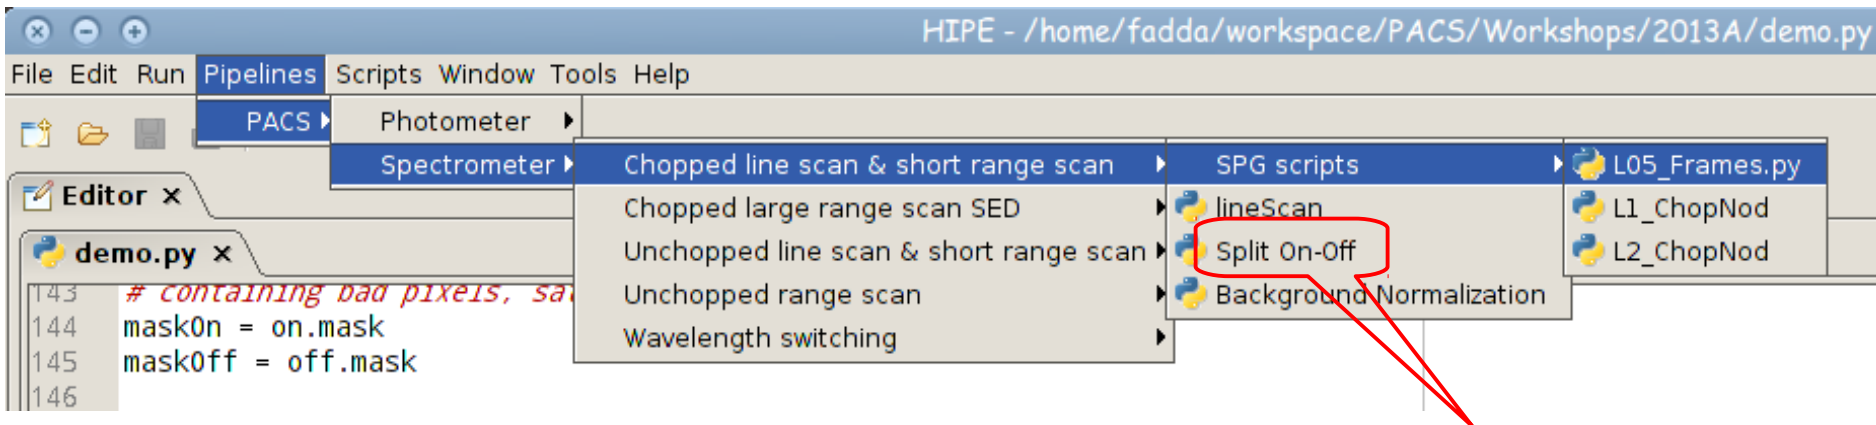 HIPE - /home/fadda/workspace/PACS/Workshops/2013A/demo.py
File Edit Run Pipelines Scripts Window Tools Help
PACS Photometer
Spectrometer Chopped line scan & short range scan SPG scripts L05_Frames.py
Editor x Chopped large range scan SED lineScan L1_ChopNod
demo.py x Unchopped line scan & short range scan Split On-Off L2_ChopNod
143 # containing bad pixels, sat Unchopped range scan Background Normalization
144 maskOn = on.mask Wavelength switching
145 maskOff = off.mask
146